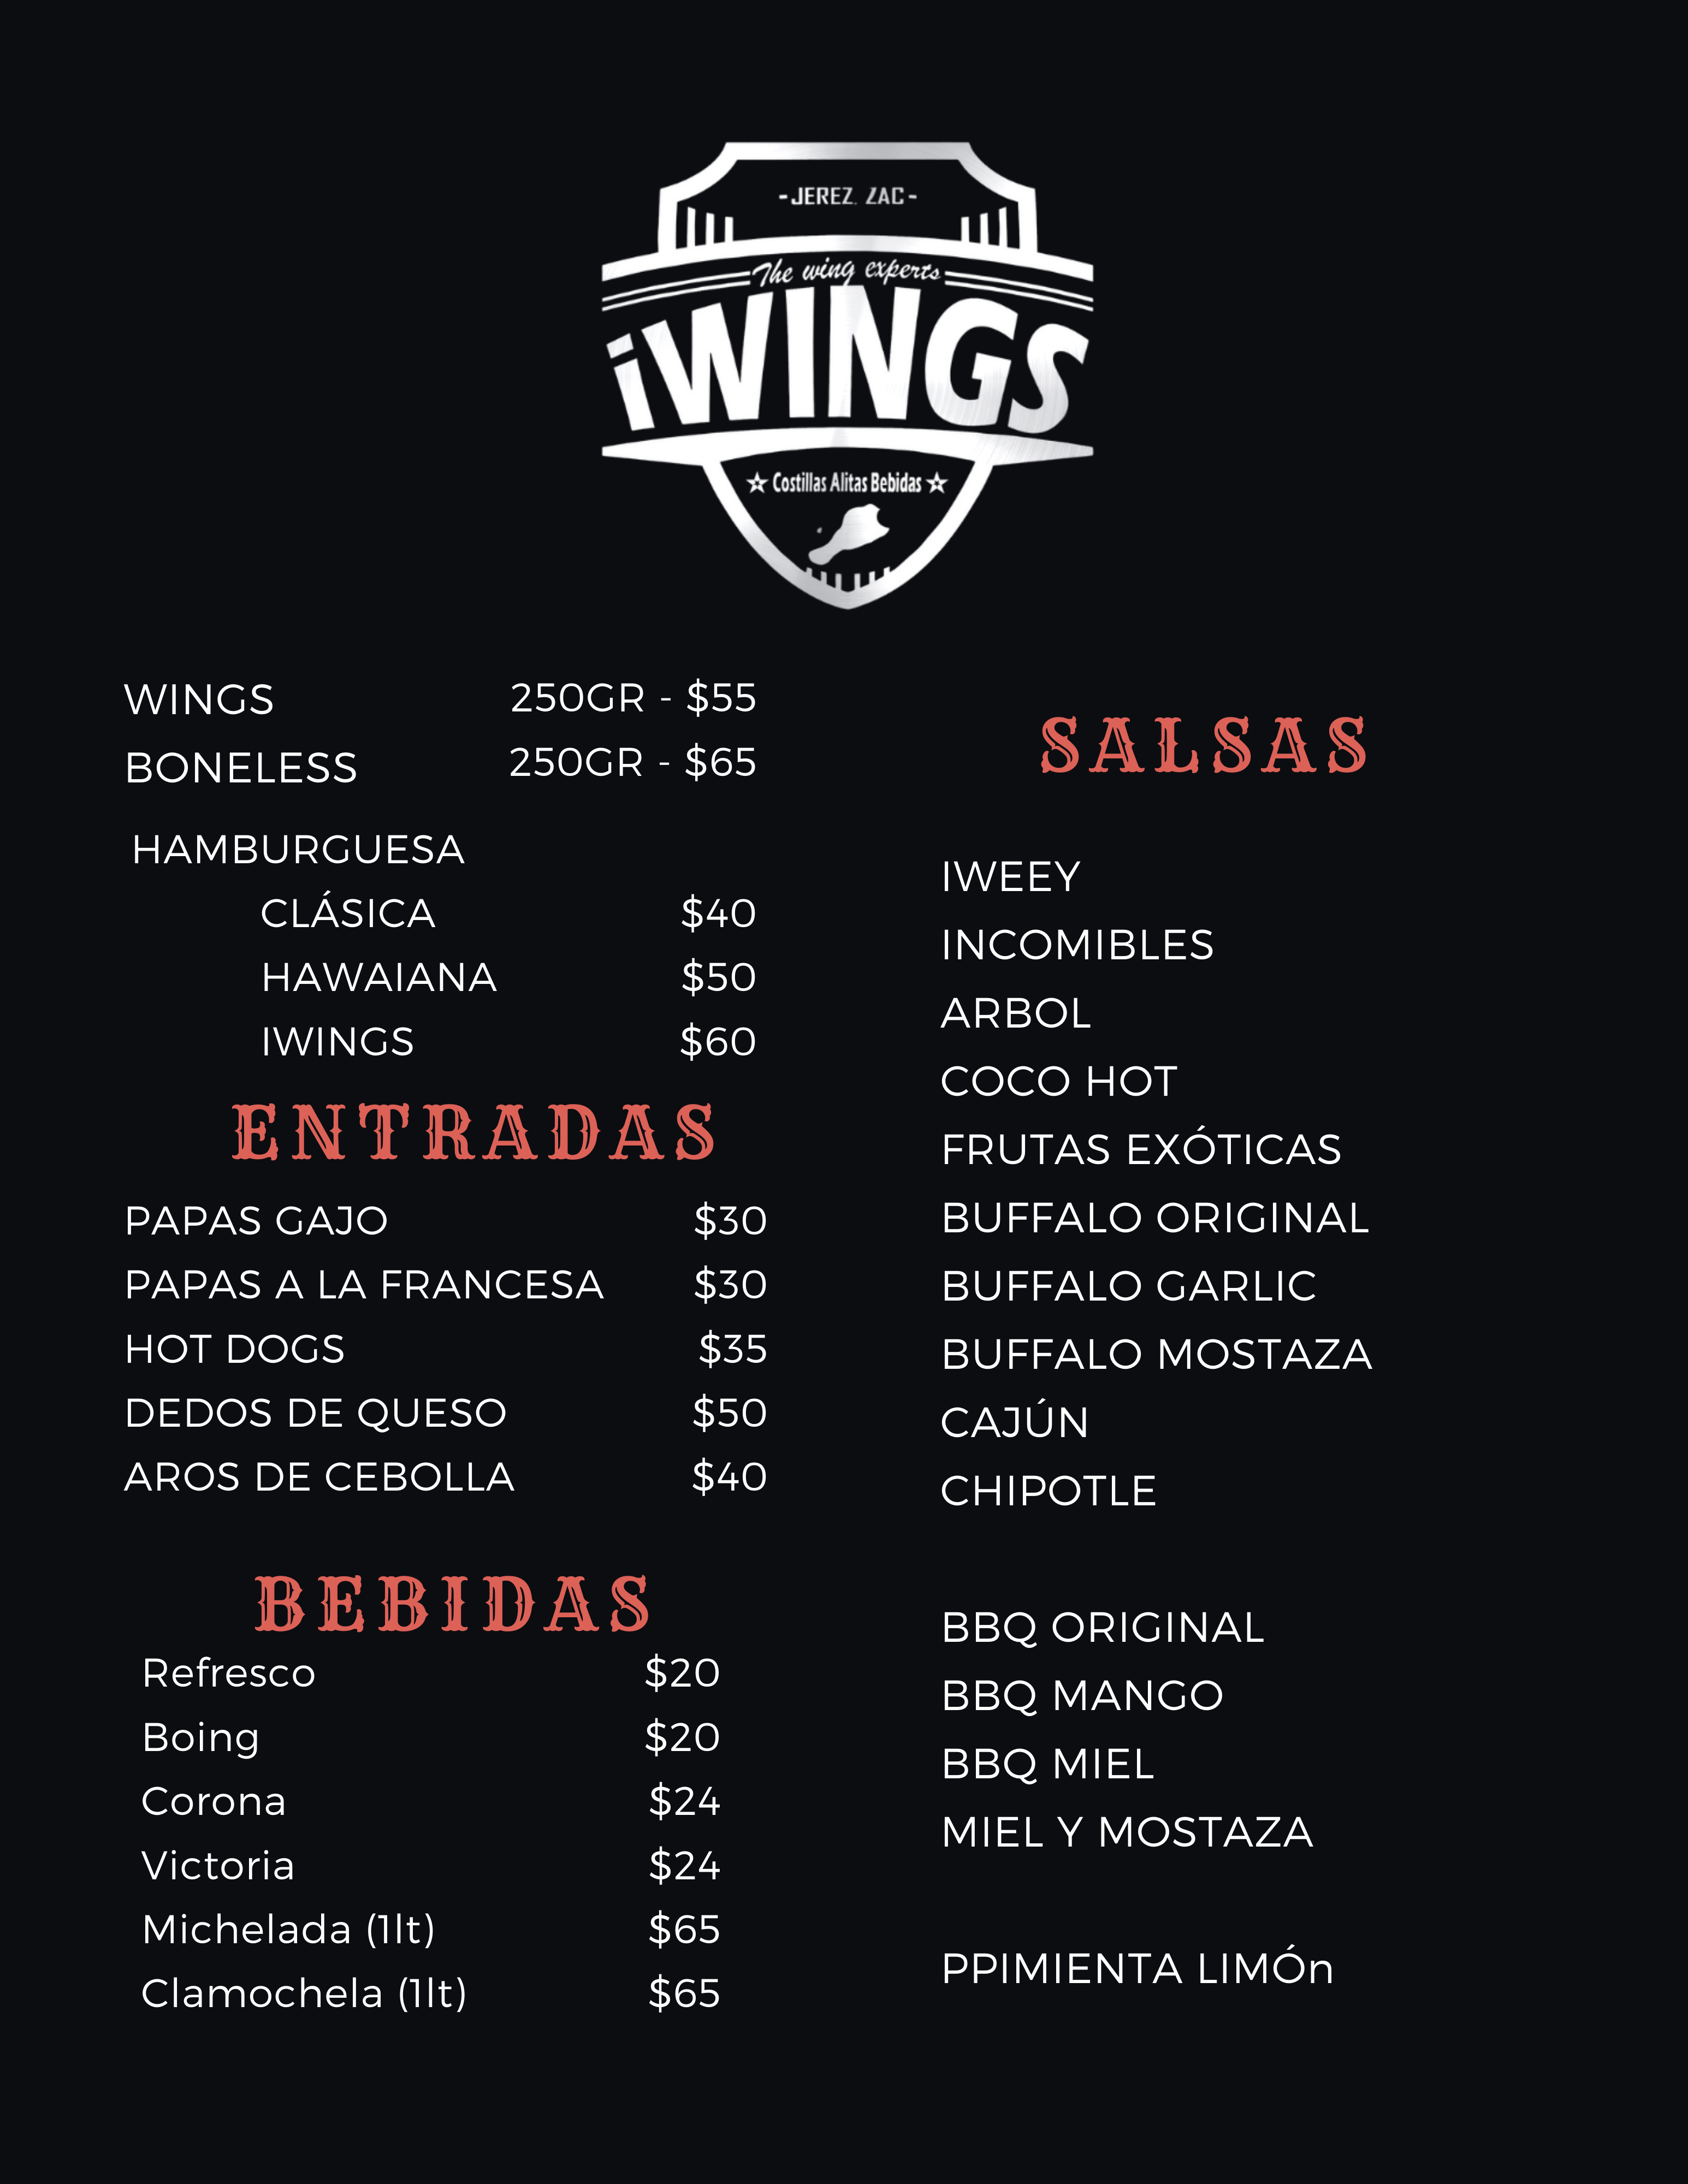 -JEREZ, ZAC-
The wing experts
iWINGS
☆ Costillas Alitas Bebidas ☆
WINGS 250GR - $55
BONELESS 250GR - $65
HAMBURGUESA
CLÁSICA $40
HAWAIANA $50
IWINGS $60
ENTRADAS
PAPAS GAJO $30
PAPAS A LA FRANCESA $30
HOT DOGS $35
DEDOS DE QUESO $50
AROS DE CEBOLLA $40
BEBIDAS
Refresco $20
Boing $20
Corona $24
Victoria $24
Michelada (1lt) $65
Clamochela (1lt) $65
SALSAS
IWEEY
INCOMIBLES
ARBOL
COCO HOT
FRUTAS EXÓTICAS
BUFFALO ORIGINAL
BUFFALO GARLIC
BUFFALO MOSTAZA
CAJÚN
CHIPOTLE
BBQ ORIGINAL
BBQ MANGO
BBQ MIEL
MIEL Y MOSTAZA
PPIMIENTA LIMÓn